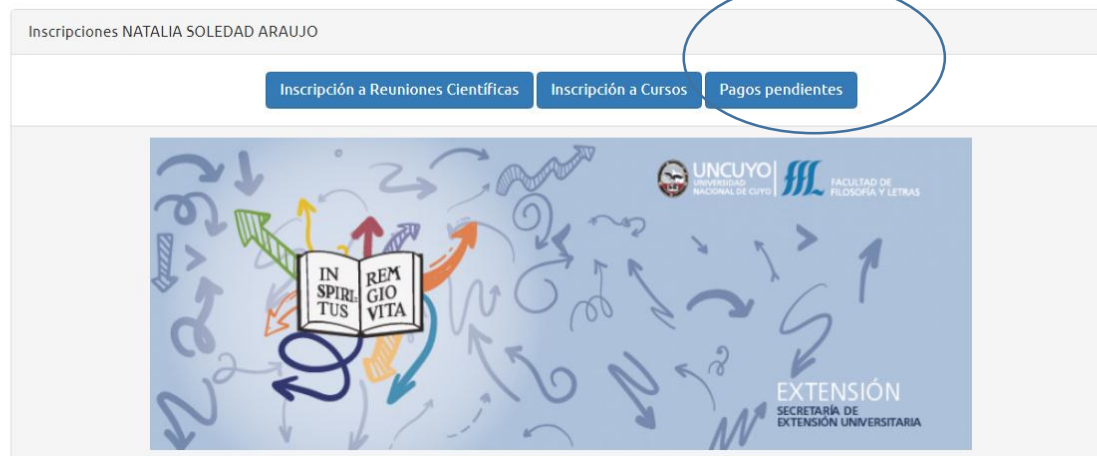 Inscripciones NATALIA SOLEDAD ARAUJO
Inscripción a Reuniones Científicas
Inscripción a Cursos
Pagos pendientes
UNCUYO
UNIVERSIDAD
NACIONAL DE CUYO
FACULTAD DE
FILOSOFÍA Y LETRAS
IN
SPIRI-
TUS
REM
GIO
VITA
EXTENSIÓN
SECRETARÍA DE
EXTENSIÓN UNIVERSITARIA